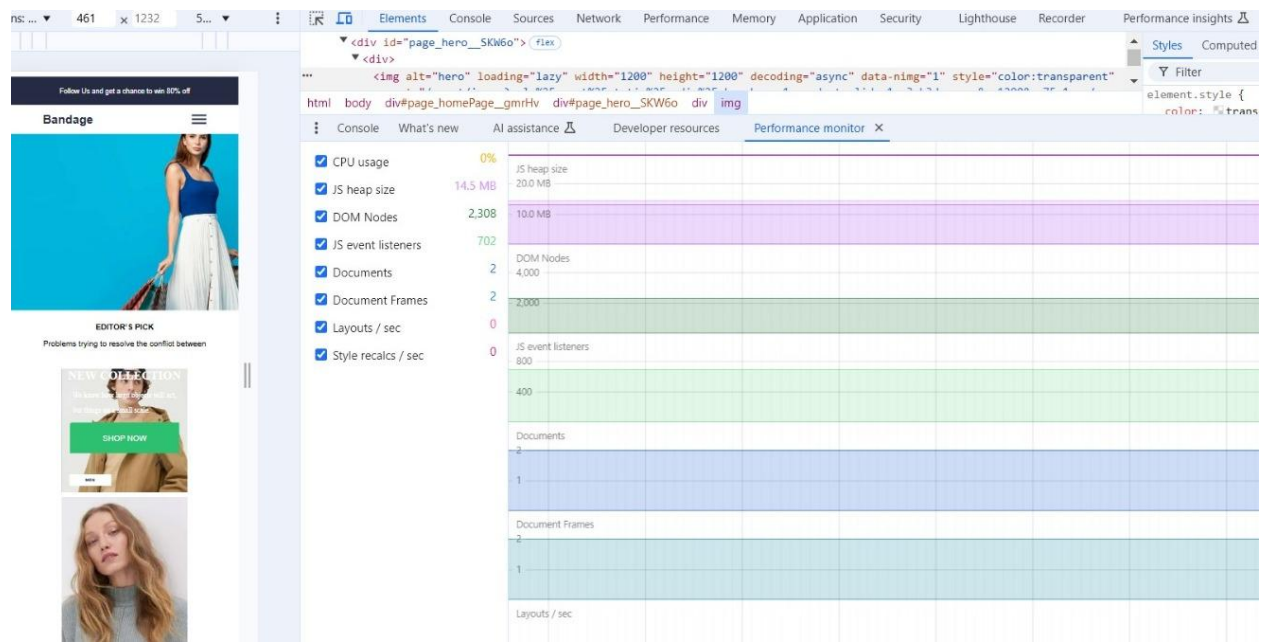 ns: ... ▼ 461 × 1232 5... ▼
Elements Console Sources Network Performance Memory Application Security Lighthouse Recorder Performance insights
▼<div id="page_hero__SKW6o"> flex
▼<div>
... <img alt="hero" loading="lazy" width="1200" height="1200" decoding="async" data-nimg="1" style="color:transparent"
html body div#page_homePage__gmrHv div#page_hero__SKW6o div img
Styles Computed
Filter
element.style {
Console What's new AI assistance Developer resources Performance monitor ×
CPU usage 0%
JS heap size 14.5 MB
DOM Nodes 2,308
JS event listeners 702
Documents 2
Document Frames 2
Layouts / sec 0
Style recalcs / sec 0
JS heap size
20.0 MB
10.0 MB
DOM Nodes
4,000
2,000
JS event listeners
800
400
Documents
2
1
Document Frames
2
1
Layouts / sec
Follow Us and get a chance to win 80% off
Bandage
EDITOR'S PICK
Problems trying to resolve the conflict between
NEW COLLECTION
SHOP NOW